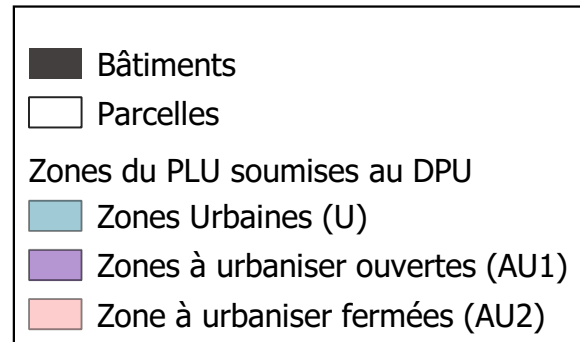 Bâtiments
Parcelles
Zones du PLU soumises au DPU
Zones Urbaines (U)
Zones à urbaniser ouvertes (AU1)
Zone à urbaniser fermées (AU2)